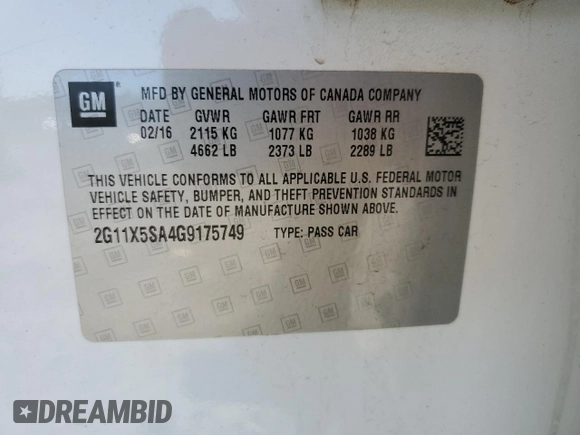 GM
MFD BY GENERAL MOTORS OF CANADA COMPANY
DATE GVWR GAWR FRT GAWR RR
02/16 2115 KG 1077 KG 1038 KG
4662 LB 2373 LB 2289 LB
THIS VEHICLE CONFORMS TO ALL APPLICABLE U.S. FEDERAL MOTOR
VEHICLE SAFETY, BUMPER, AND THEFT PREVENTION STANDARDS IN
EFFECT ON THE DATE OF MANUFACTURE SHOWN ABOVE.
2G11X5SA4G9175749 TYPE: PASS CAR
DREAMBID